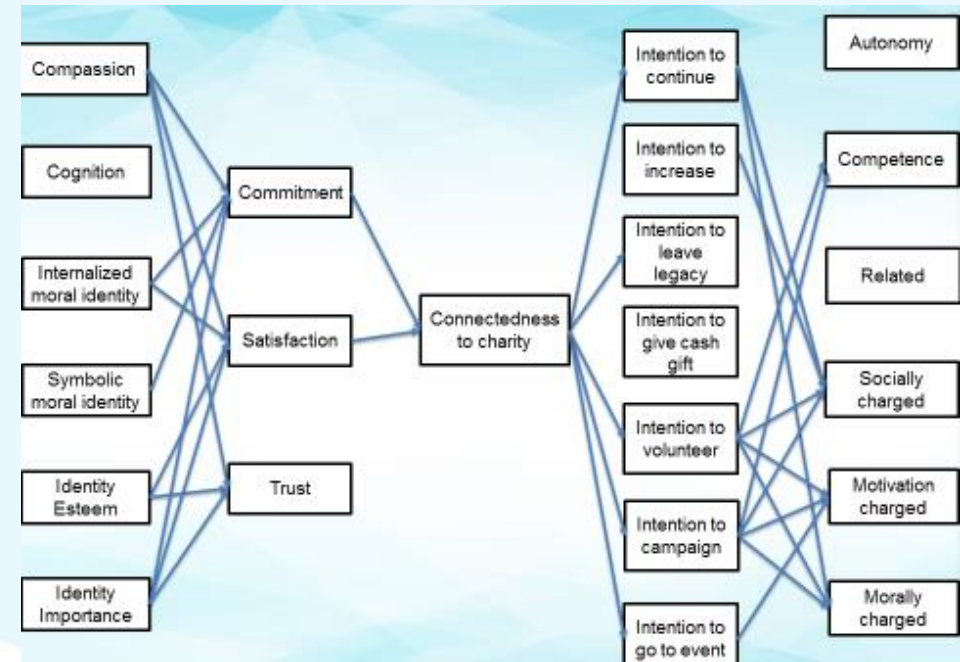 Compassion
Cognition
Internalized
moral identity
Symbolic
moral identity
Identity
Esteem
Identity
Importance
Commitment
Satisfaction
Trust
Connectedness
to charity
Intention to
continue
Intention to
increase
Intention to
leave
legacy
Intention to
give cash
gift
Intention to
volunteer
Intention to
campaign
Intention to
go to event
Autonomy
Competence
Related
Socially
charged
Motivation
charged
Morally
charged